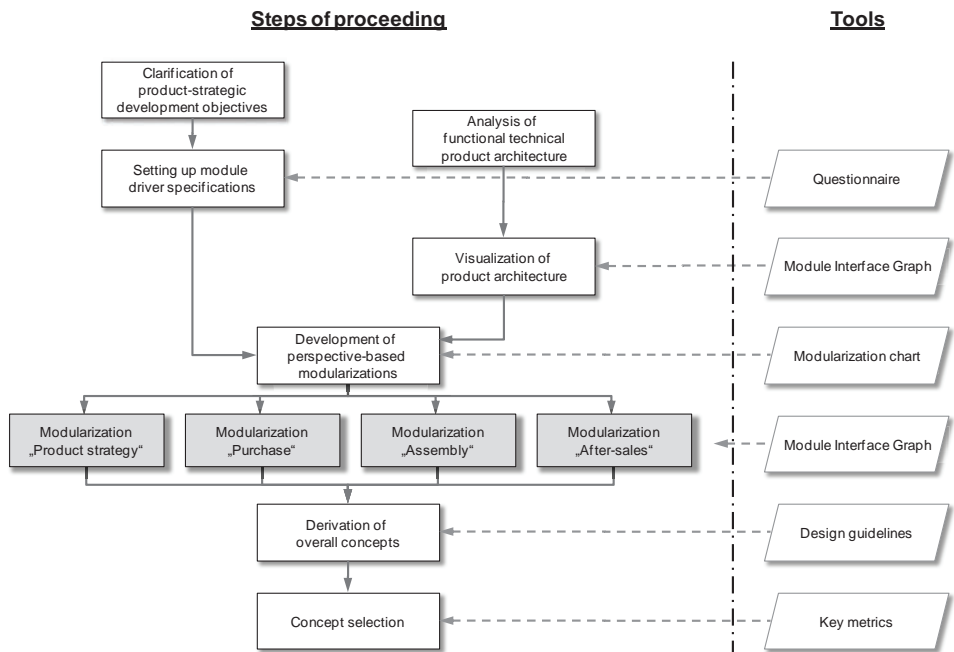 Steps of proceeding
Tools
Clarification of
product-strategic
development objectives
Analysis of
functional technical
product architecture
Setting up module
driver specifications
Questionnaire
Visualization of
product architecture
Module Interface Graph
Development of
perspective-based
modularizations
Modularization chart
Modularization
„Product strategy“
Modularization
„Purchase“
Modularization
„Assembly“
Modularization
„After-sales“
Module Interface Graph
Derivation of
overall concepts
Design guidelines
Concept selection
Key metrics